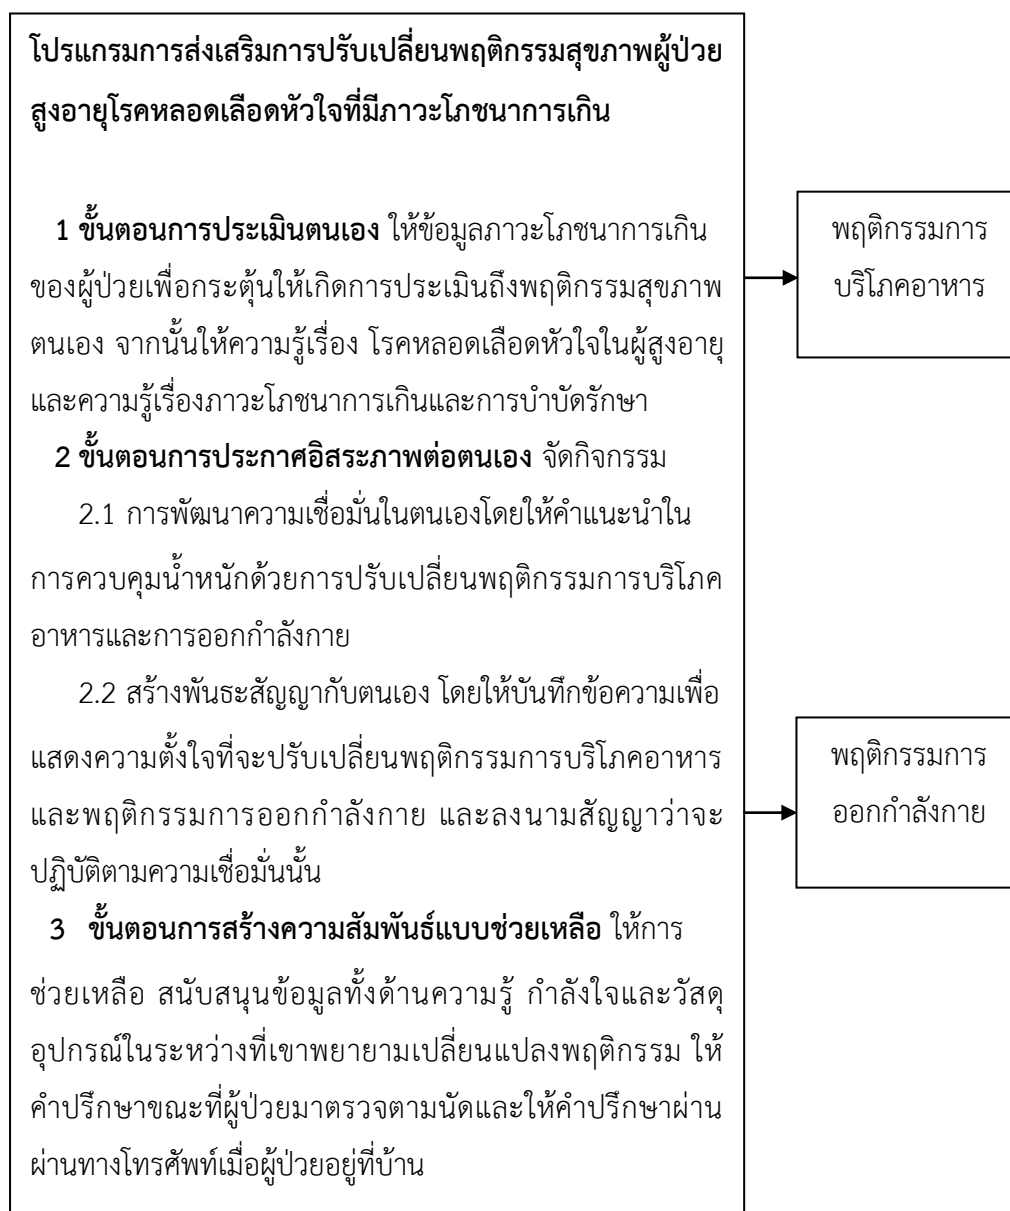 โปรแกรมการส่งเสริมการปรับเปลี่ยนพฤติกรรมสุขภาพผู้ป่วย
สูงอายุโรคหลอดเลือดหัวใจที่มีภาวะโภชนาการเกิน
1 ขั้นตอนการประเมินตนเอง ให้ข้อมูลภาวะโภชนาการเกิน
ของผู้ป่วยเพื่อกระตุ้นให้เกิดการประเมินถึงพฤติกรรมสุขภาพ
ตนเอง จากนั้นให้ความรู้เรื่อง โรคหลอดเลือดหัวใจในผู้สูงอายุ
และความรู้เรื่องภาวะโภชนาการเกินและการบำบัดรักษา
2 ขั้นตอนการประกาศอิสระภาพต่อตนเอง จัดกิจกรรม
2.1 การพัฒนาความเชื่อมั่นในตนเองโดยให้คำแนะนำใน
การควบคุมน้ำหนักด้วยการปรับเปลี่ยนพฤติกรรมการบริโภค
อาหารและการออกกำลังกาย
2.2 สร้างพันธะสัญญากับตนเอง โดยให้บันทึกข้อความเพื่อ
แสดงความตั้งใจที่จะปรับเปลี่ยนพฤติกรรมการบริโภคอาหาร
และพฤติกรรมการออกกำลังกาย และลงนามสัญญาว่าจะ
ปฏิบัติตามความเชื่อมั่นนั้น
3 ขั้นตอนการสร้างความสัมพันธ์แบบช่วยเหลือ ให้การ
ช่วยเหลือ สนับสนุนข้อมูลทั้งด้านความรู้ กำลังใจและวัสดุ
อุปกรณ์ในระหว่างที่เขาพยายามเปลี่ยนแปลงพฤติกรรม ให้
คำปรึกษาขณะที่ผู้ป่วยมาตรวจตามนัดและให้คำปรึกษาผ่าน
ผ่านทางโทรศัพท์เมื่อผู้ป่วยอยู่ที่บ้าน
พฤติกรรมการ
บริโภคอาหาร
พฤติกรรมการ
ออกกำลังกาย